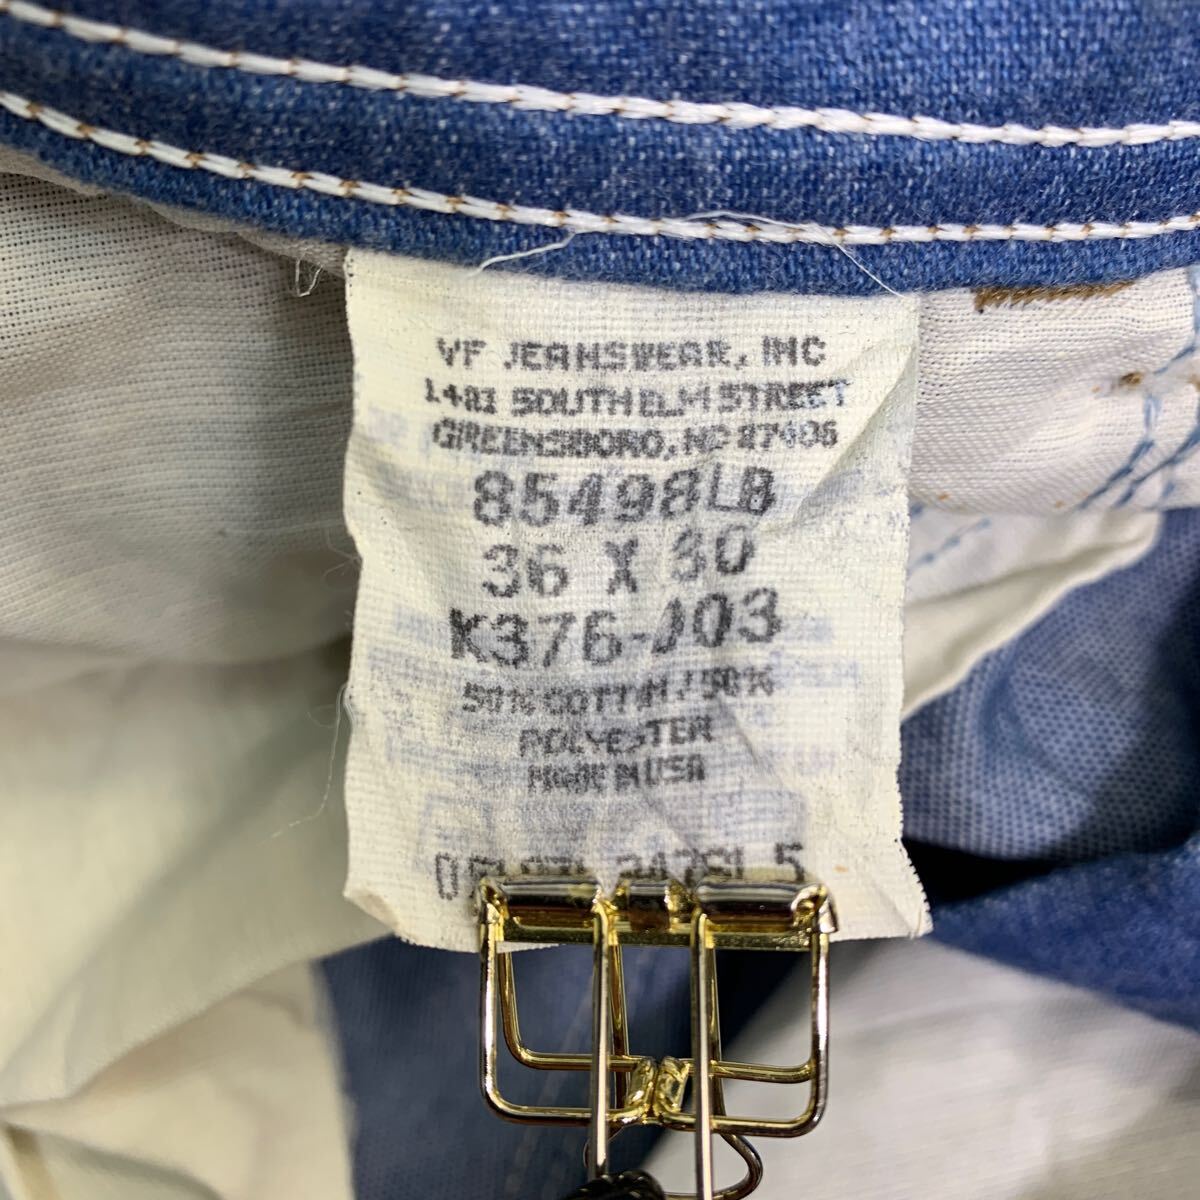 VF JEANSWEAR, INC
1421 SOUTH ELM STREET
GREENSBORO, NC 27406
85498LB
36 X 30
K376-J03
50% COTTON / 50%
POLYESTER
MADE IN USA